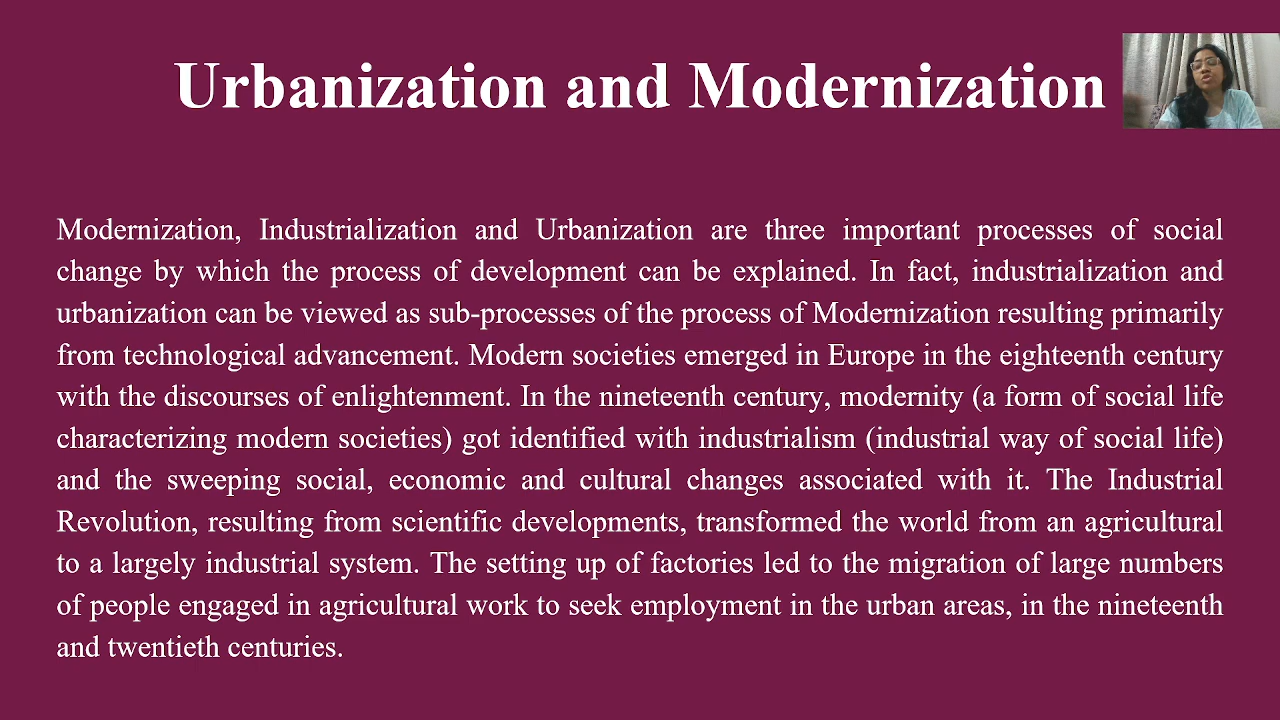 Urbanization and Modernization
Modernization, Industrialization and Urbanization are three important processes of social
change by which the process of development can be explained. In fact, industrialization and
urbanization can be viewed as sub-processes of the process of Modernization resulting primarily
from technological advancement. Modern societies emerged in Europe in the eighteenth century
with the discourses of enlightenment. In the nineteenth century, modernity (a form of social life
characterizing modern societies) got identified with industrialism (industrial way of social life)
and the sweeping social, economic and cultural changes associated with it. The Industrial
Revolution, resulting from scientific developments, transformed the world from an agricultural
to a largely industrial system. The setting up of factories led to the migration of large numbers
of people engaged in agricultural work to seek employment in the urban areas, in the nineteenth
and twentieth centuries.